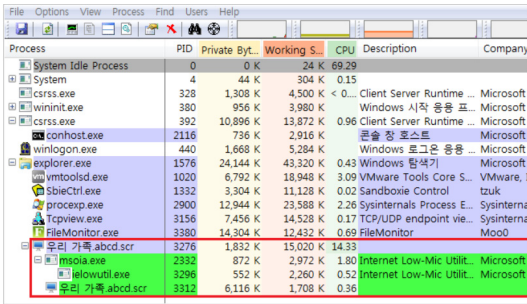 File Options View Process Find Users Help
Process PID Private Byt... Working S... CPU Description Company
System Idle Process 0 0 K 24 K 69.29
System 4 44 K 304 K 0.15
csrss.exe 328 1,308 K 4,500 K < 0.... Client Server Runtime ... Microsoft
wininit.exe 380 956 K 3,980 K Windows 시작 응용 프... Microsoft
csrss.exe 392 10,896 K 13,872 K 0.96 Client Server Runtime ... Microsoft
conhost.exe 2116 736 K 2,916 K 콘솔 창 호스트 Microsoft
winlogon.exe 440 1,668 K 5,284 K Windows 로그온 응용 ... Microsoft
explorer.exe 1576 24,144 K 43,320 K 0.43 Windows 탐색기 Microsoft
vmtoolsd.exe 1020 6,792 K 18,948 K 3.09 VMware Tools Core S... VMware,
SbieCtrl.exe 1332 3,304 K 11,128 K 0.02 Sandboxie Control tzuk
procexp.exe 2900 12,944 K 23,588 K 2.26 Sysinternals Process E... Sysinterna
Tcpview.exe 3156 7,456 K 14,528 K 0.17 TCP/UDP endpoint vie... Sysinterna
FileMonitor.exe 3380 14,304 K 12,432 K 0.69 FileMonitor Moo0
우리 가족.abcd.scr 3276 1,832 K 15,020 K 14.33
msoia.exe 2332 872 K 2,972 K 1.80 Internet Low-Mic Utilit... Microsoft
ielowutil.exe 3296 552 K 2,260 K 0.52 Internet Low-Mic Utilit... Microsoft
우리 가족.abcd.scr 3312 6,116 K 1,708 K 0.36